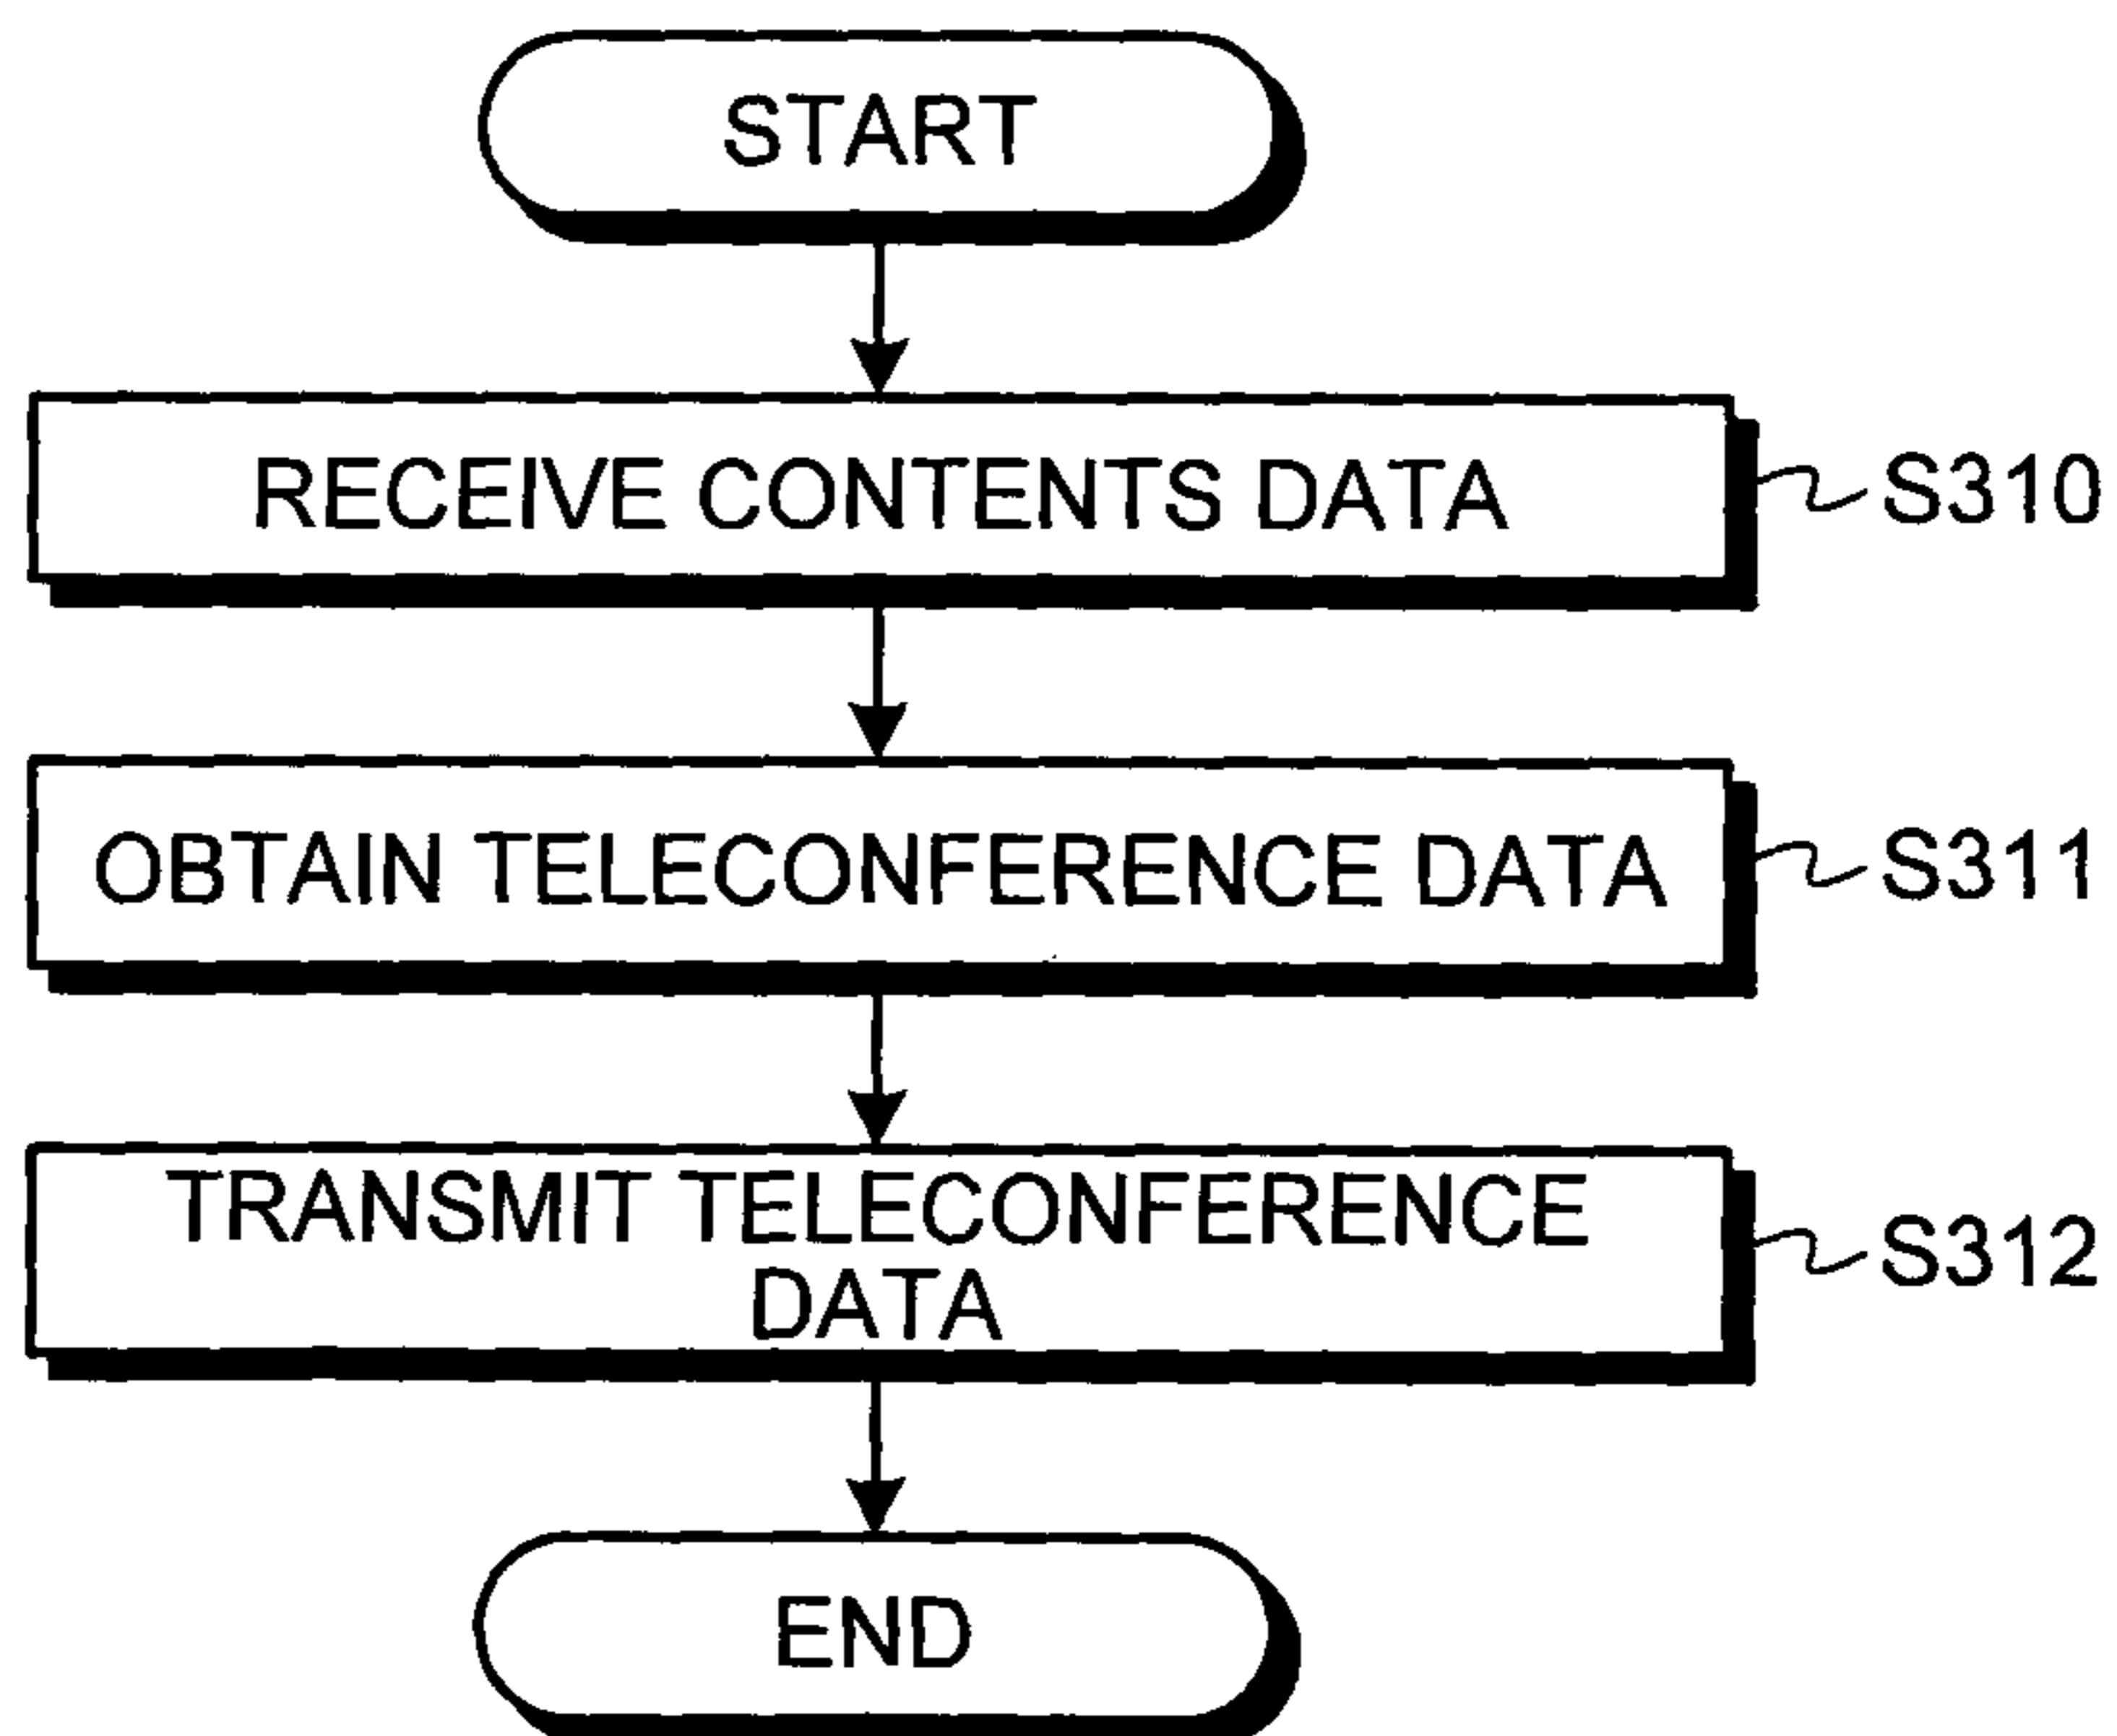 START
RECEIVE CONTENTS DATA
S310
OBTAIN TELECONFERENCE DATA
S311
TRANSMIT TELECONFERENCE
DATA
S312
END